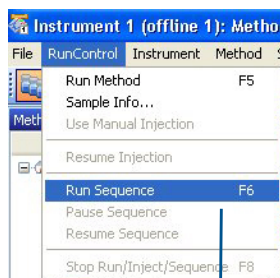 Instrument 1 (offline 1): Metho
File RunControl Instrument Method
Meth
Run Method F5
Sample Info...
Use Manual Injection
Resume Injection
Run Sequence F6
Pause Sequence
Resume Sequence
Stop Run/Inject/Sequence F8